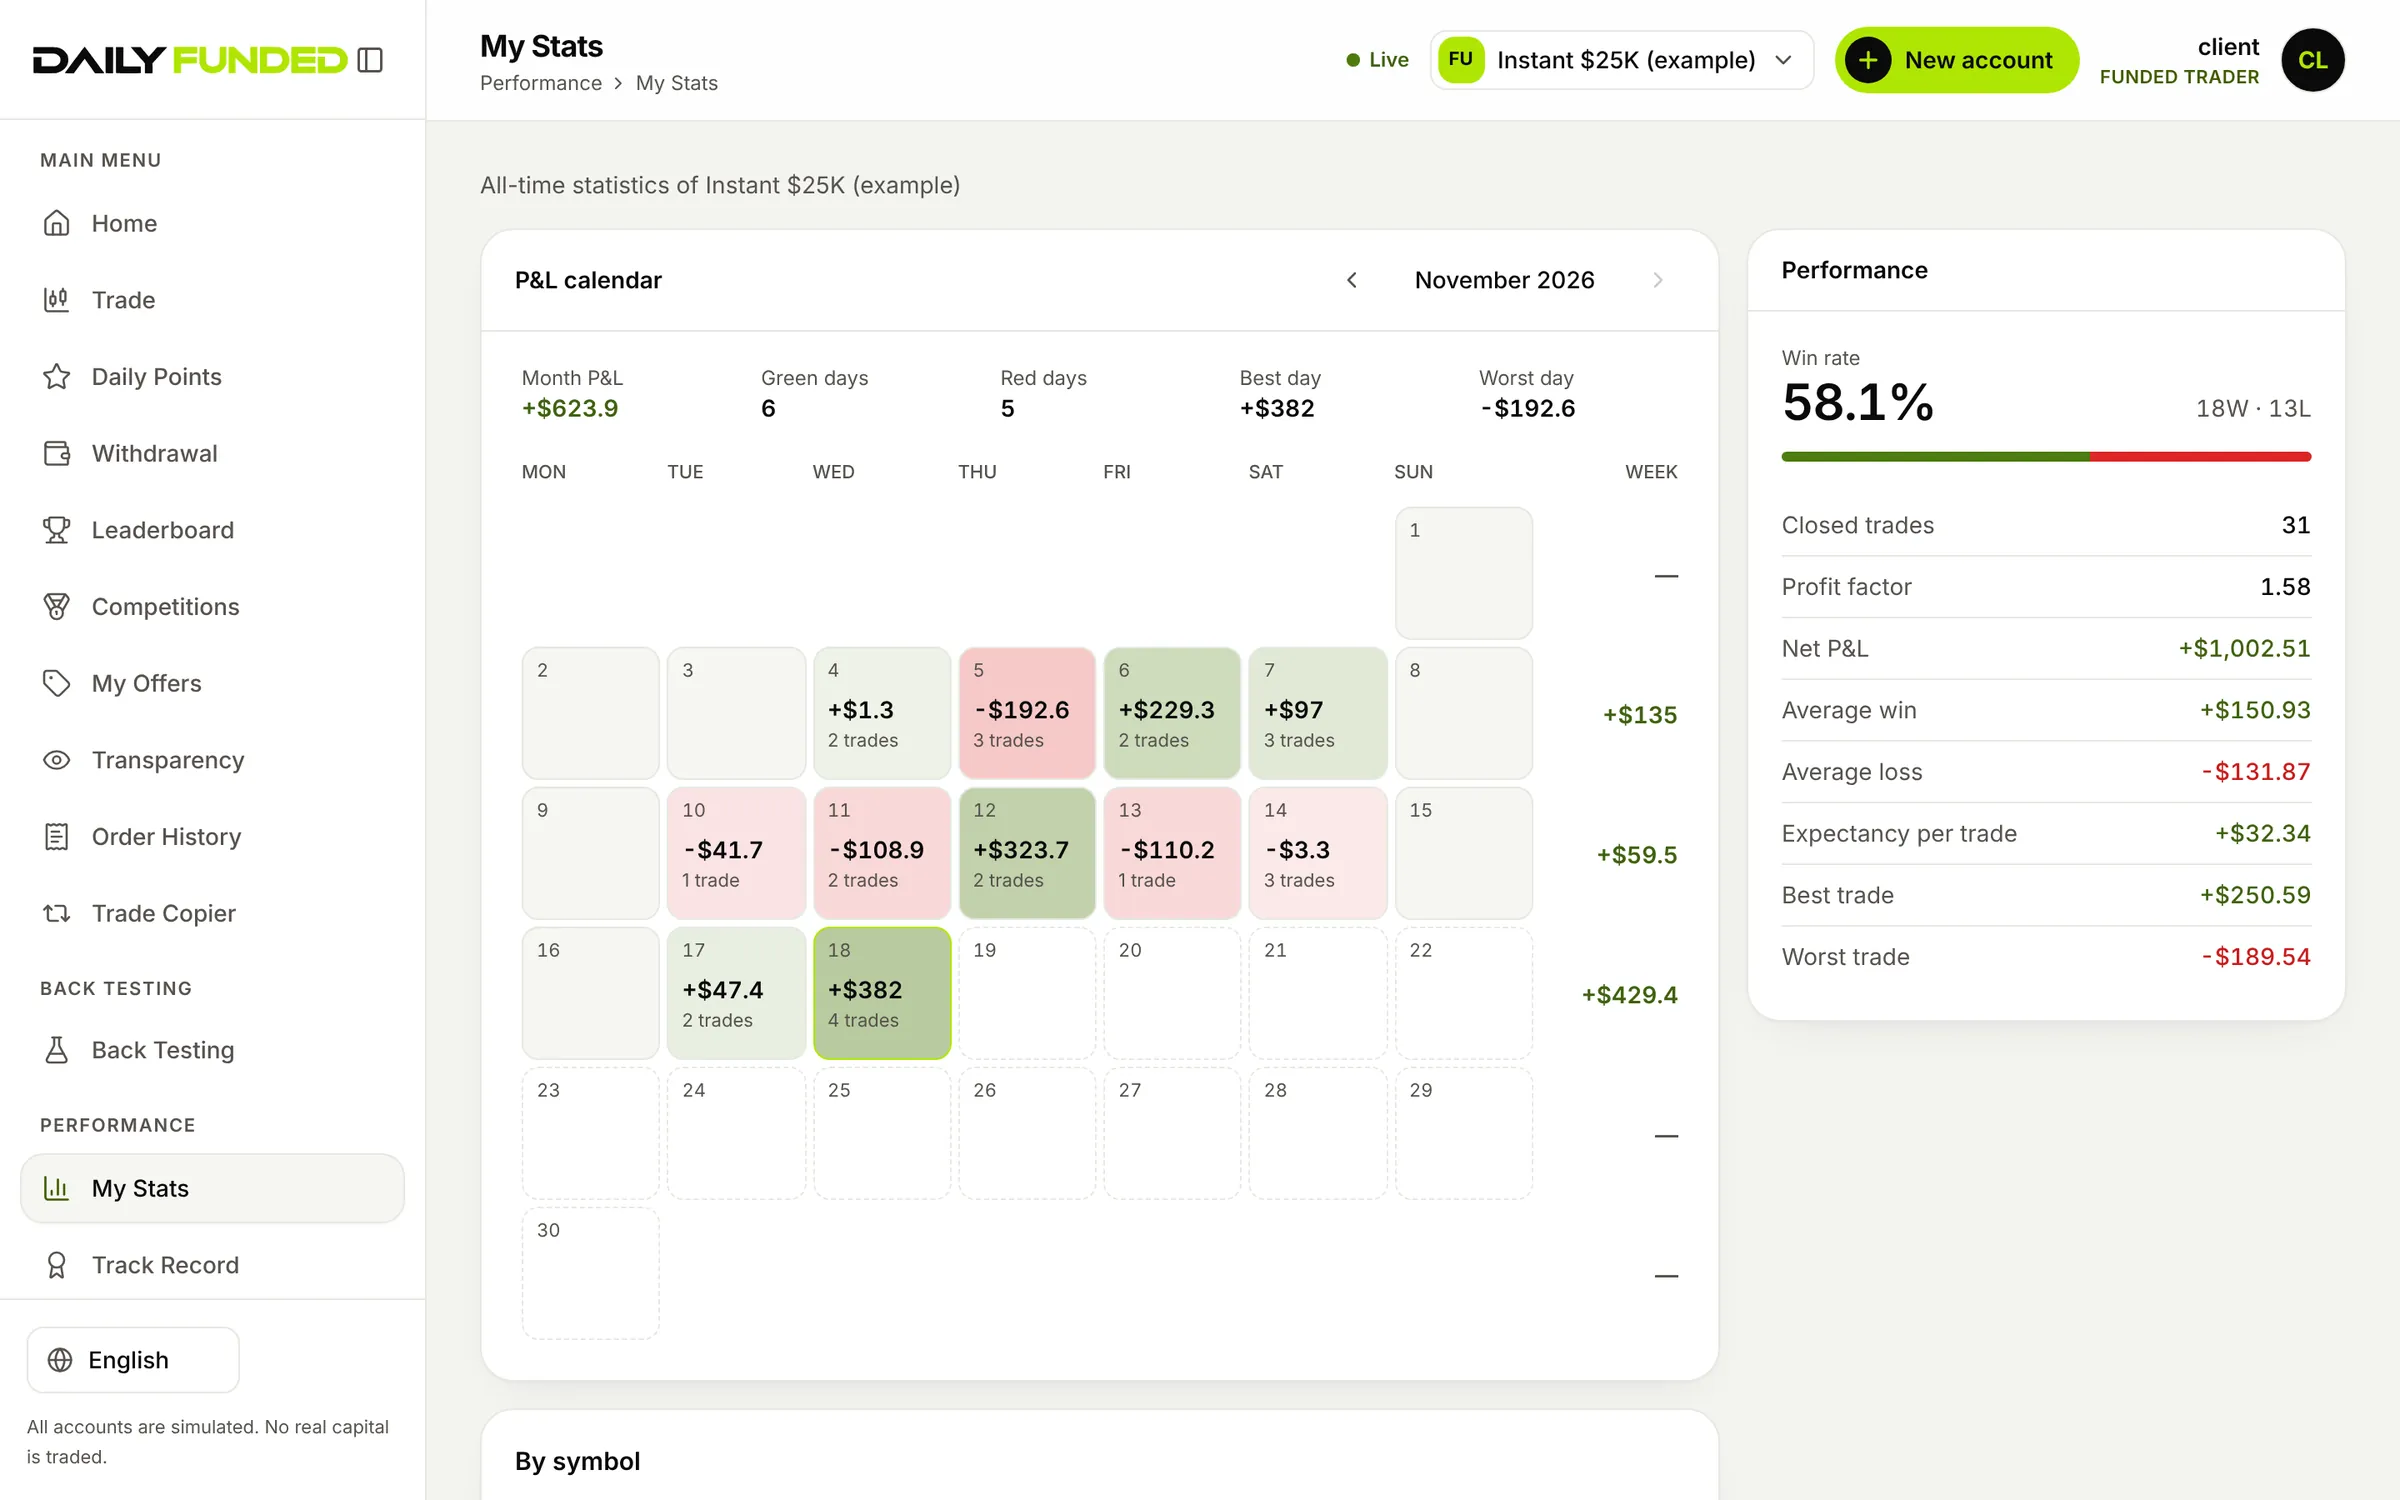 DAILY FUNDED
MAIN MENU
Home
Trade
Daily Points
Withdrawal
Leaderboard
Competitions
My Offers
Transparency
Order History
Trade Copier
BACK TESTING
Back Testing
PERFORMANCE
My Stats
Track Record
English
All accounts are simulated. No real capital
is traded.
My Stats
Performance > My Stats
Live
FU Instant $25K (example)
New account
client
FUNDED TRADER
CL
All-time statistics of Instant $25K (example)
P&L calendar
November 2026
Month P&L Green days Red days Best day Worst day
+$623.9 6 5 +$382 -$192.6
MON TUE WED THU FRI SAT SUN WEEK
1
—
2 3 4 5 6 7 8
+$1.3 -$192.6 +$229.3 +$97 +$135
2 trades 3 trades 2 trades 3 trades
9 10 11 12 13 14 15
-$41.7 -$108.9 +$323.7 -$110.2 -$3.3 +$59.5
1 trade 2 trades 2 trades 1 trade 3 trades
16 17 18 19 20 21 22
+$47.4 +$382 +$429.4
2 trades 4 trades
23 24 25 26 27 28 29
—
30
—
By symbol
Performance
Win rate
58.1% 18W · 13L
Closed trades 31
Profit factor 1.58
Net P&L +$1,002.51
Average win +$150.93
Average loss -$131.87
Expectancy per trade +$32.34
Best trade +$250.59
Worst trade -$189.54